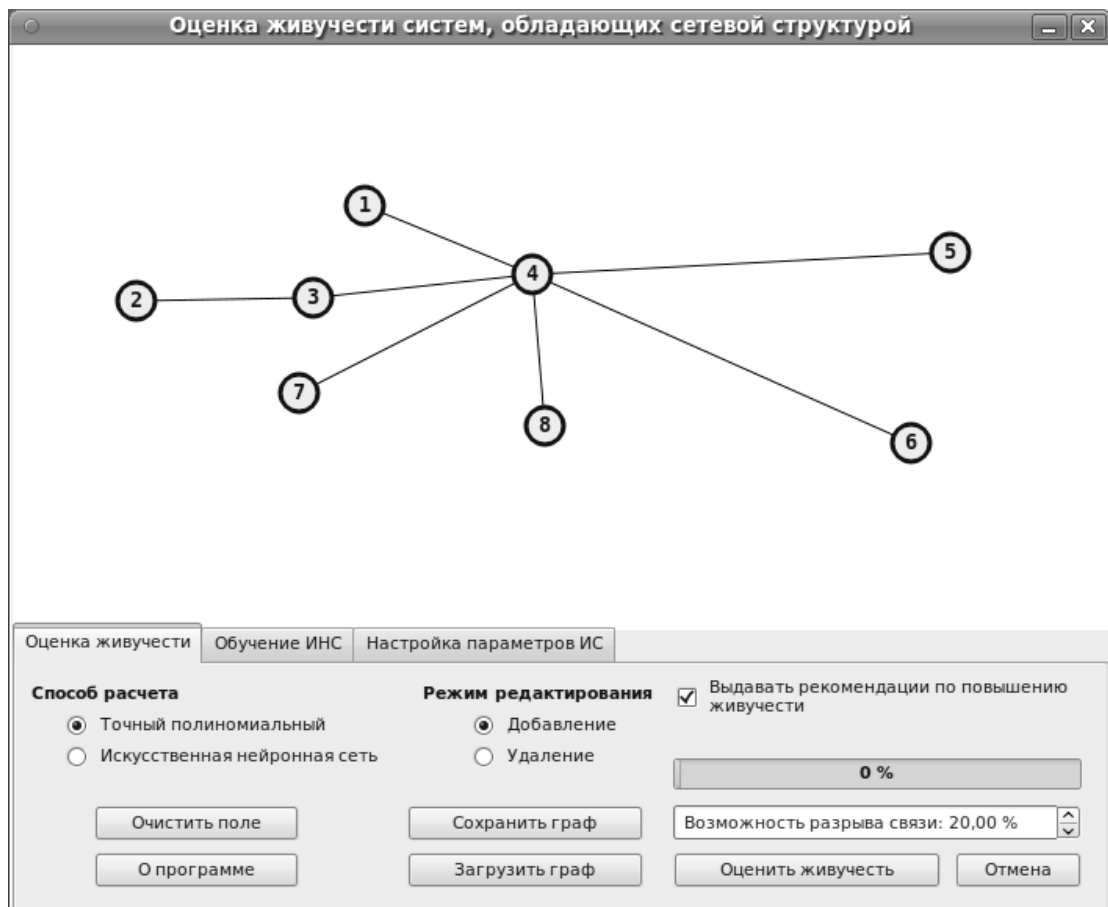 Оценка живучести систем, обладающих сетевой структурой
1
5
4
2
3
7
8
6
Оценка живучести
Обучение ИНС
Настройка параметров ИС
Способ расчета
Точный полиномиальный
Искусственная нейронная сеть
Режим редактирования
Добавление
Удаление
Выдавать рекомендации по повышению
живучести
0 %
Очистить поле
Сохранить граф
Возможность разрыва связи: 20,00 %
О программе
Загрузить граф
Оценить живучесть
Отмена